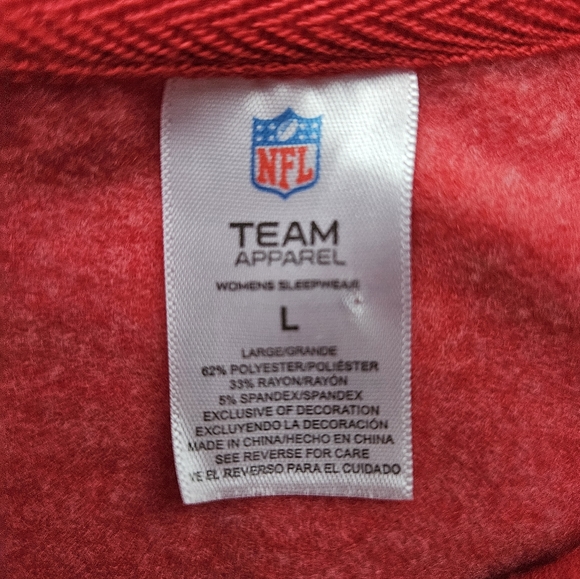 NFL
TEAM
APPAREL
WOMENS SLEEPWEAR
L
LARGE/GRANDE
62% POLYESTER/POLIÉSTER
33% RAYON/RAYÓN
5% SPANDEX/SPANDEX
EXCLUSIVE OF DECORATION
EXCLUYENDO LA DECORACIÓN
MADE IN CHINA/HECHO EN CHINA
SEE REVERSE FOR CARE
VE EL REVERSO PARA EL CUIDADO